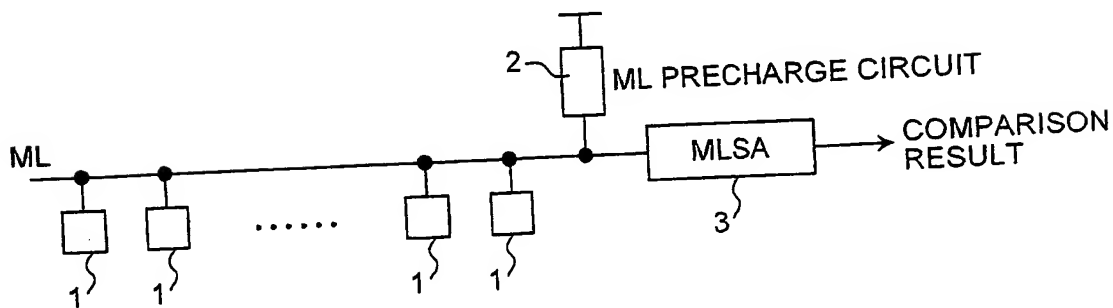 2
ML PRECHARGE CIRCUIT
ML
MLSA
COMPARISON
RESULT
3
1 1 ...... 1 1